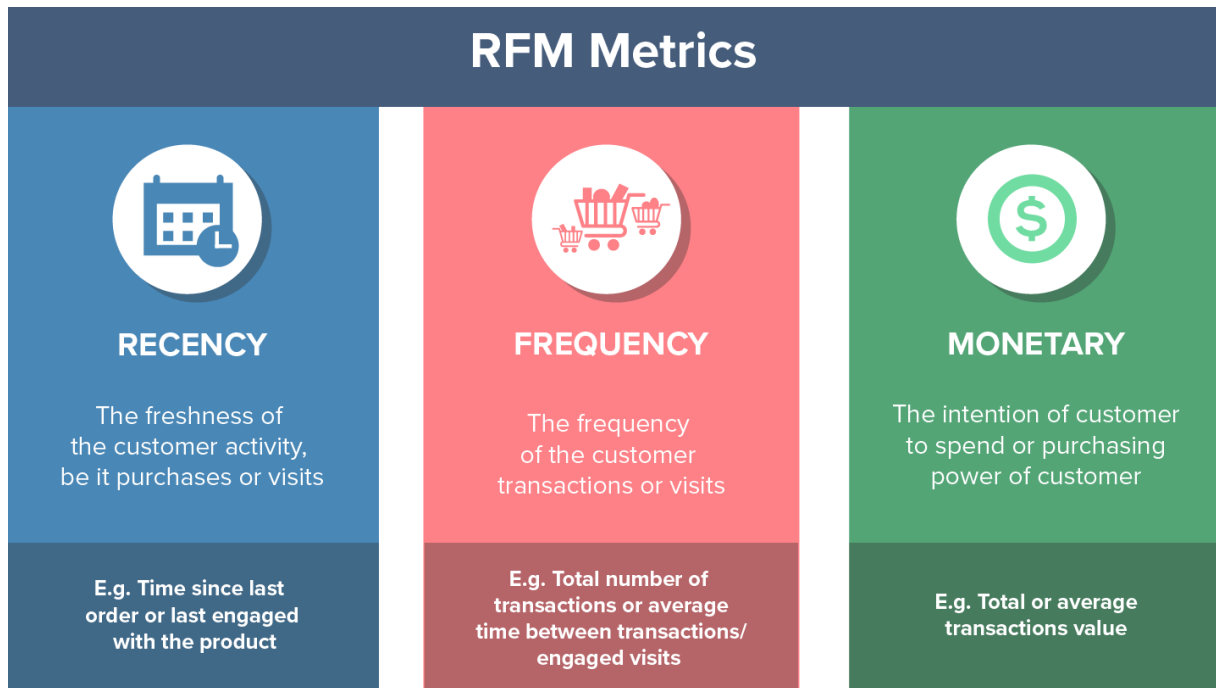 RFM Metrics
RECENCY
The freshness of
the customer activity,
be it purchases or visits
E.g. Time since last
order or last engaged
with the product
FREQUENCY
The frequency
of the customer
transactions or visits
E.g. Total number of
transactions or average
time between transactions/
engaged visits
$
MONETARY
The intention of customer
to spend or purchasing
power of customer
E.g. Total or average
transactions value